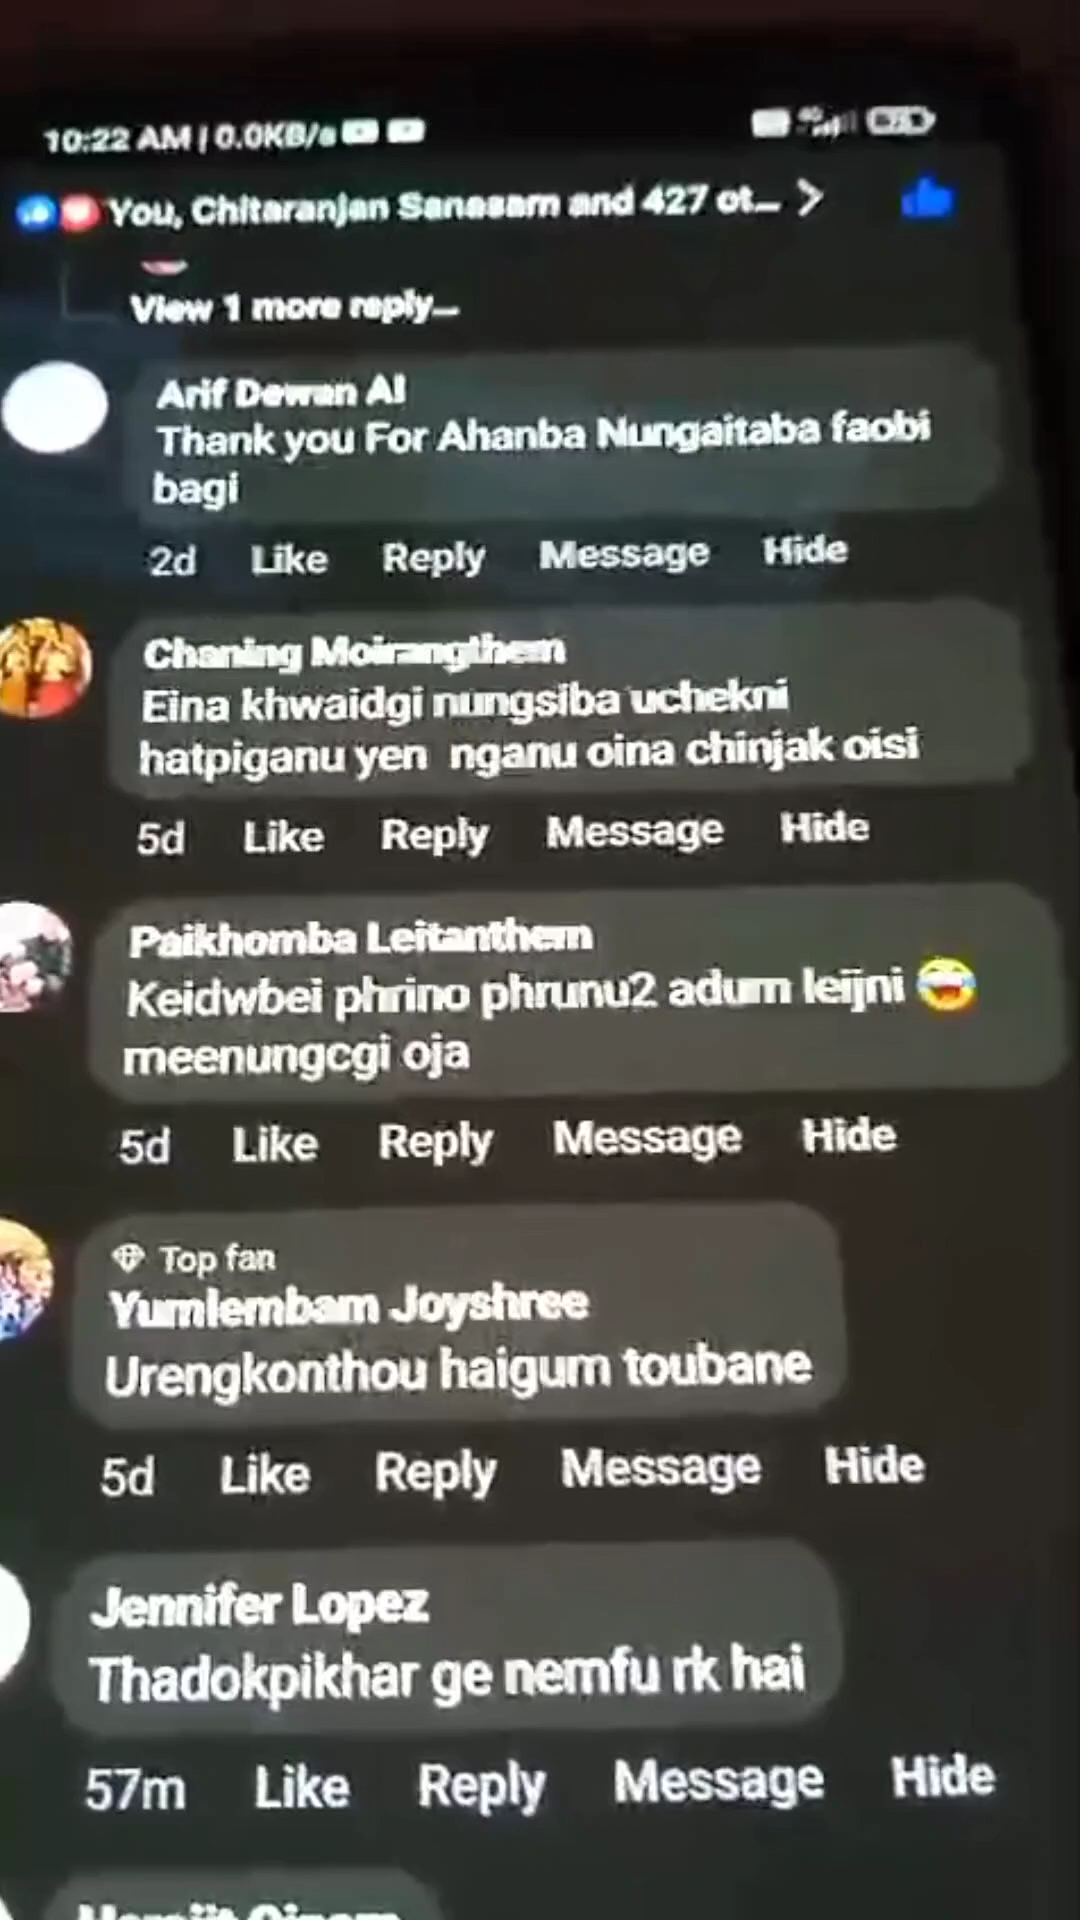 10:22 AM | 0.0KB/s
You, Chitaranjan Sanasam and 427 ot...
View 1 more reply...
Arif Dewan Al
Thank you For Ahanba Nungaitaba faobi
bagi
2d Like Reply Message Hide
Chaning Moirangthem
Eina khwaidgi nungsiba uchekni
hatpiganu yen nganu oina chinjak oisi
5d Like Reply Message Hide
Paikhomba Leitanthem
Keidwbei phrino phrunu2 adum leijni 😂
meenungcgi oja
5d Like Reply Message Hide
Top fan
Yumlembam Joyshree
Urengkonthou haigum toubane
5d Like Reply Message Hide
Jennifer Lopez
Thadokpikhar ge nemfu rk hai
57m Like Reply Message Hide